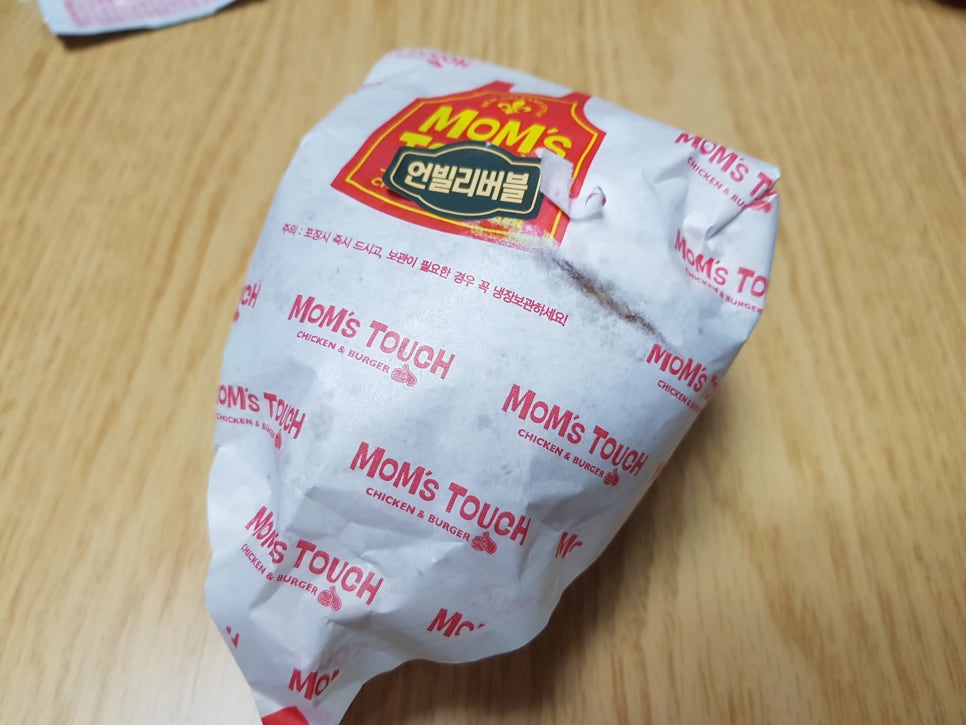 MOM'S
언빌리버블
주의 : 포장시 즉시 드시고, 보관이 필요한 경우 꼭 냉장보관하세요!
MOM'S TOUCH
CHICKEN & BURGER
MOM'S TO
CHICKEN & BURGER
MOM'S TOUCH
CHICKEN & BURGER
MOM'S
MOM'S TOUCH
CHICKEN & BURGER
MOM'S TOUCH
CHICKEN & BURGER
MOM'S TOUCH
CHICKEN & BURGER
MOM'S TOUCH
CHICKEN & BURGER